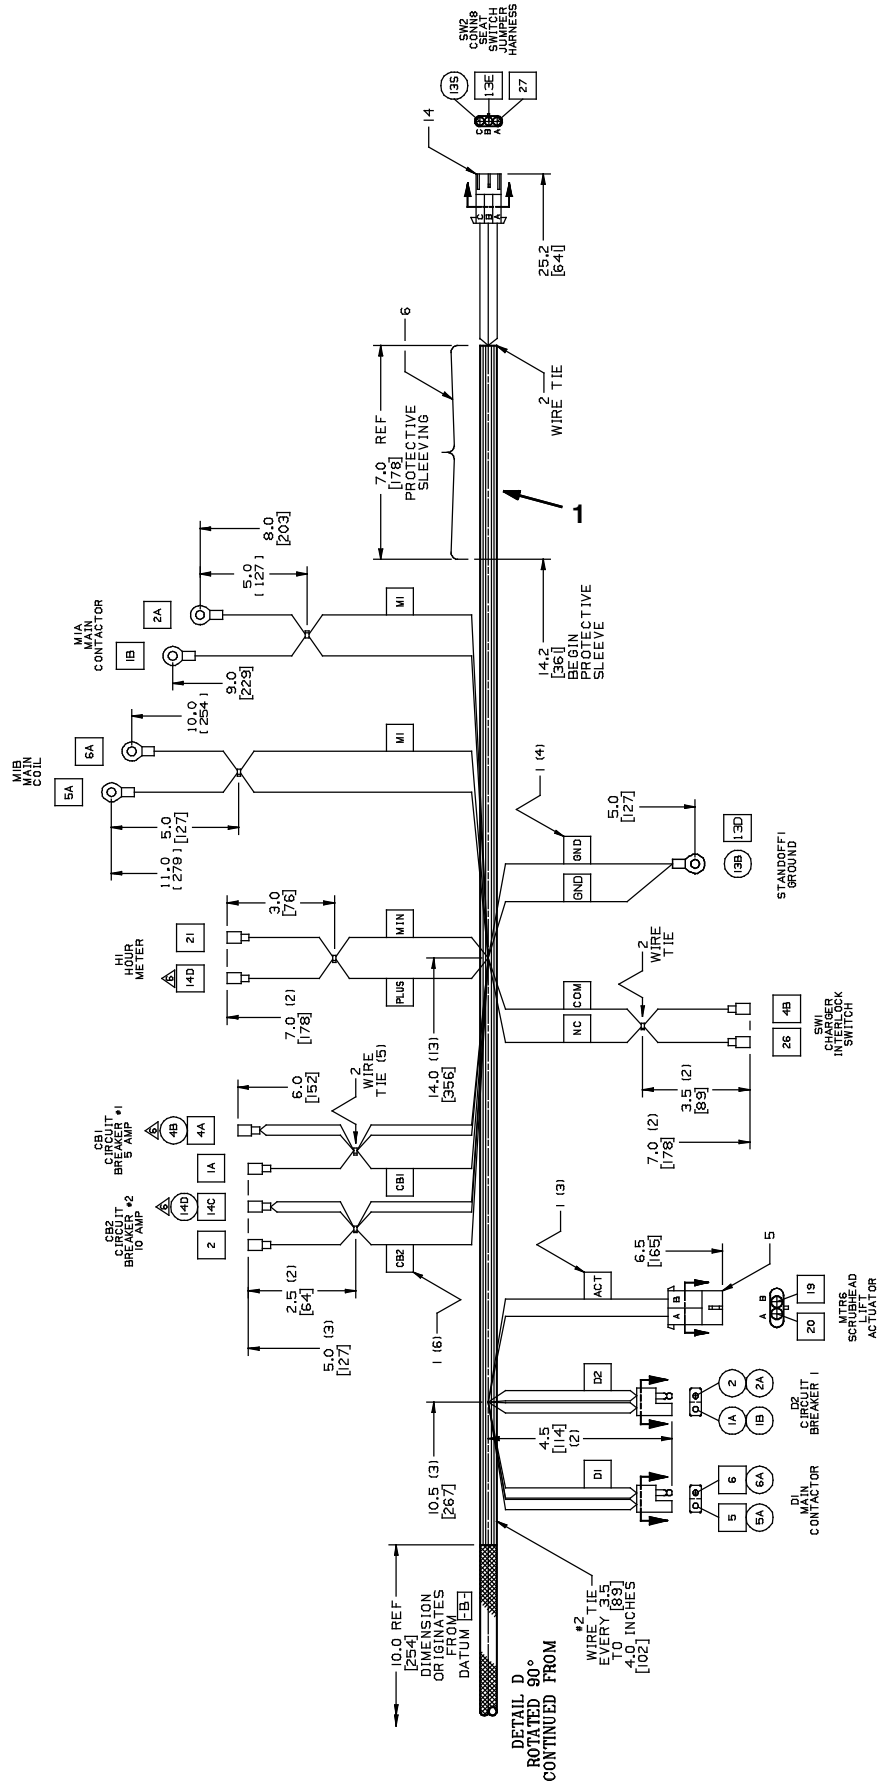 SW2
CONN8
SEAT
SWITCH
JUMPER
HARNESS
13S
13E
27
C
B
A
14
C
B
A
25.2
[641]
6
7.0 REF
[178]
PROTECTIVE
SLEEVING
2
WIRE TIE
1
14.2
[361]
BEGIN
PROTECTIVE
SLEEVE
8.0
[203]
5.0
[127]
M1A
MAIN
CONTACTOR
2A
1B
9.0
[229]
M1
10.0
[254]
M1B
MAIN
COIL
6A
5A
5.0
[127]
11.0
[279]
M1
1 (4)
5.0
[127]
GND
GND
13B
13D
STANDOFF1
GROUND
3.0
[76]
H1
HOUR
METER
21
6
14D
MIN
PLUS
7.0 (2)
[178]
14.0 (13)
[356]
2
WIRE
TIE
COM
NC
4B
26
SW1
CHARGER
INTERLOCK
SWITCH
3.5 (2)
[89]
7.0 (2)
[178]
6.0
[152]
2
WIRE
TIE (5)
CB1
CIRCUIT
BREAKER #1
5 AMP
6
4B
4A
1A
CB1
CB2
CIRCUIT
BREAKER #2
10 AMP
6
14D
14C
2
CB2
2.5 (2)
[64]
5.0 (3)
[127]
1 (6)
1 (3)
ACT
6.5
[165]
5
B
A
B
A
19
20
MTR6
SCRUBHEAD
LIFT
ACTUATOR
10.5 (3)
[267]
D2
4.5
[114]
(2)
2
2A
1A
1B
D2
CIRCUIT
BREAKER 1
D1
6
6A
5
5A
D1
MAIN
CONTACTOR
10.0 REF
[254]
DIMENSION
ORIGINATES
FROM
DATUM -B-
#2
WIRE TIE
EVERY 3.5
[89]
TO
4.0 INCHES
[102]
DETAIL D
ROTATED 90°
CONTINUED FROM